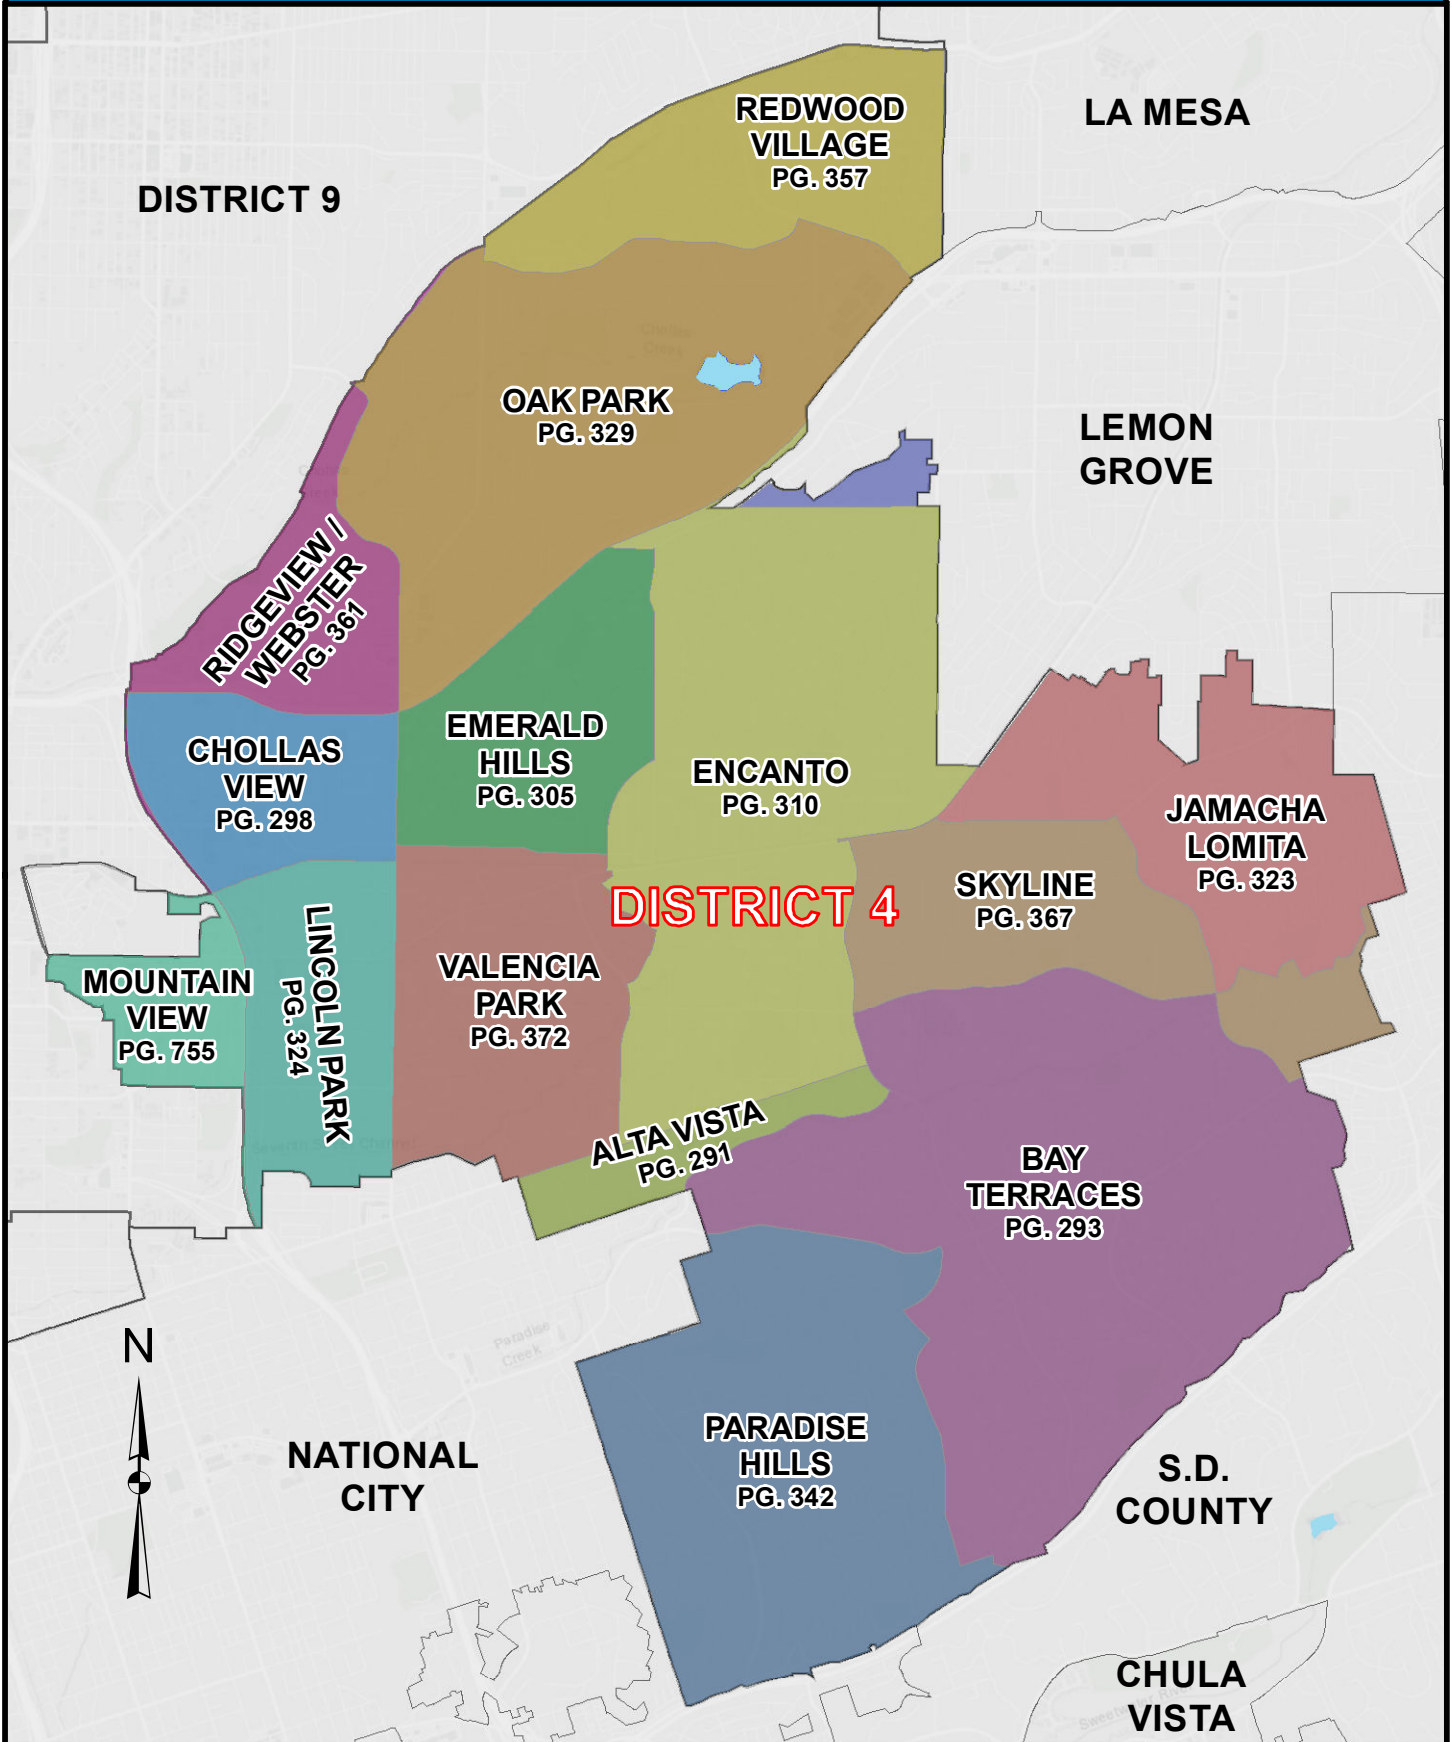 REDWOOD
VILLAGE
PG. 357
LA MESA
DISTRICT 9
OAK PARK
PG. 329
LEMON
GROVE
RIDGEVIEW /
WEBSTER
PG. 361
EMERALD
HILLS
PG. 305
CHOLLAS
VIEW
PG. 298
ENCANTO
PG. 310
JAMACHA
LOMITA
PG. 323
DISTRICT 4
SKYLINE
PG. 367
LINCOLN PARK
PG. 324
VALENCIA
PARK
PG. 372
MOUNTAIN
VIEW
PG. 755
ALTA VISTA
PG. 291
BAY
TERRACES
PG. 293
N
Paradise
Creek
PARADISE
HILLS
PG. 342
NATIONAL
CITY
S.D.
COUNTY
CHULA
VISTA